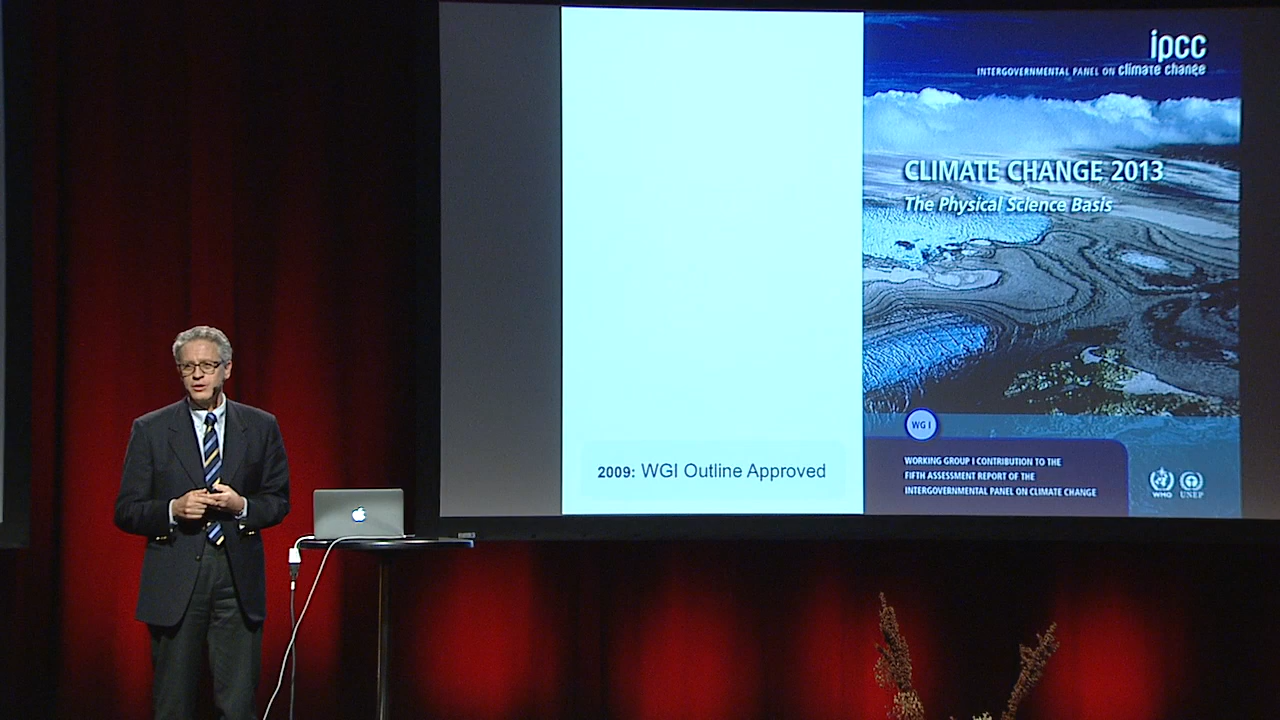 2009: WGI Outline Approved
ipcc
INTERGOVERNMENTAL PANEL ON climate change
CLIMATE CHANGE 2013
The Physical Science Basis
WG I
WORKING GROUP I CONTRIBUTION TO THE
FIFTH ASSESSMENT REPORT OF THE
INTERGOVERNMENTAL PANEL ON CLIMATE CHANGE
WMO
UNEP